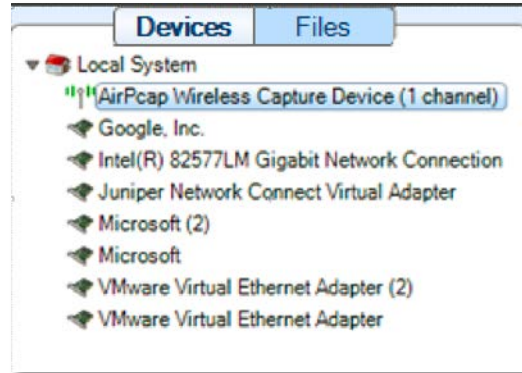 Devices Files
Local System
AirPcap Wireless Capture Device (1 channel)
Google, Inc.
Intel(R) 82577LM Gigabit Network Connection
Juniper Network Connect Virtual Adapter
Microsoft (2)
Microsoft
VMware Virtual Ethernet Adapter (2)
VMware Virtual Ethernet Adapter